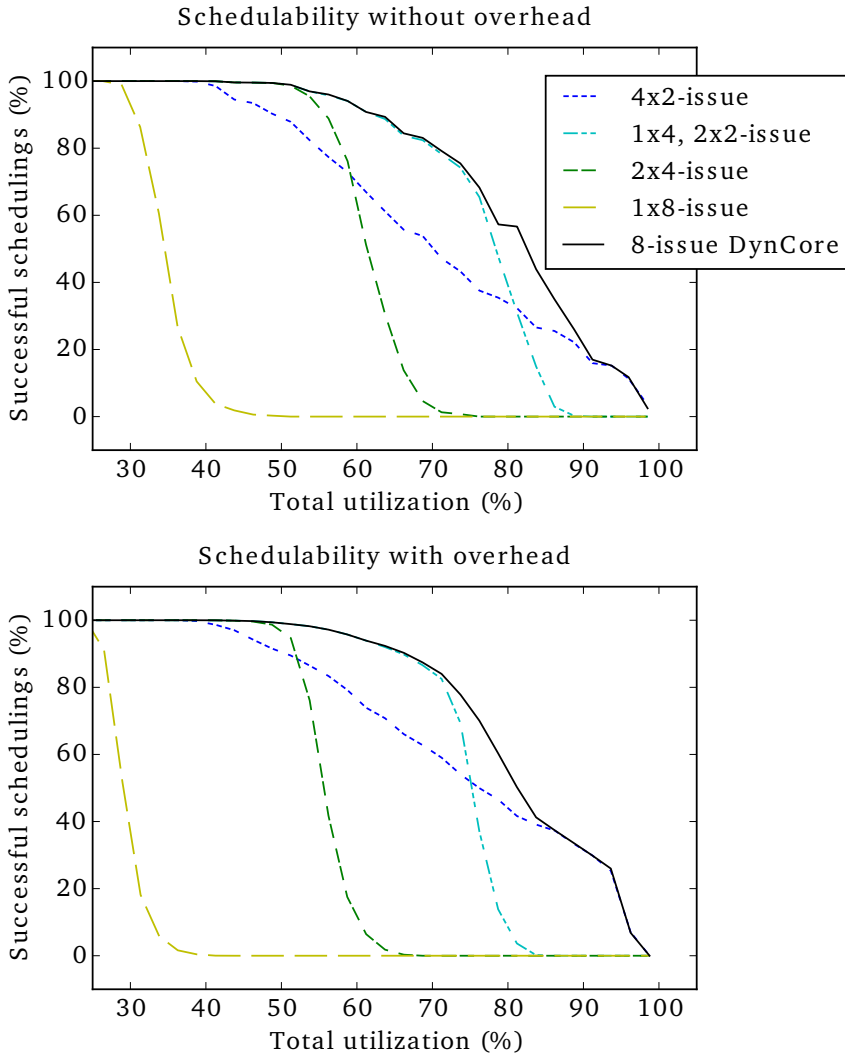 Schedulability without overhead
Successful schedulings (%)
100
80
60
40
20
0
4x2-issue
1x4, 2x2-issue
2x4-issue
1x8-issue
8-issue DynCore
30 40 50 60 70 80 90 100
Total utilization (%)
Schedulability with overhead
Successful schedulings (%)
100
80
60
40
20
0
30 40 50 60 70 80 90 100
Total utilization (%)